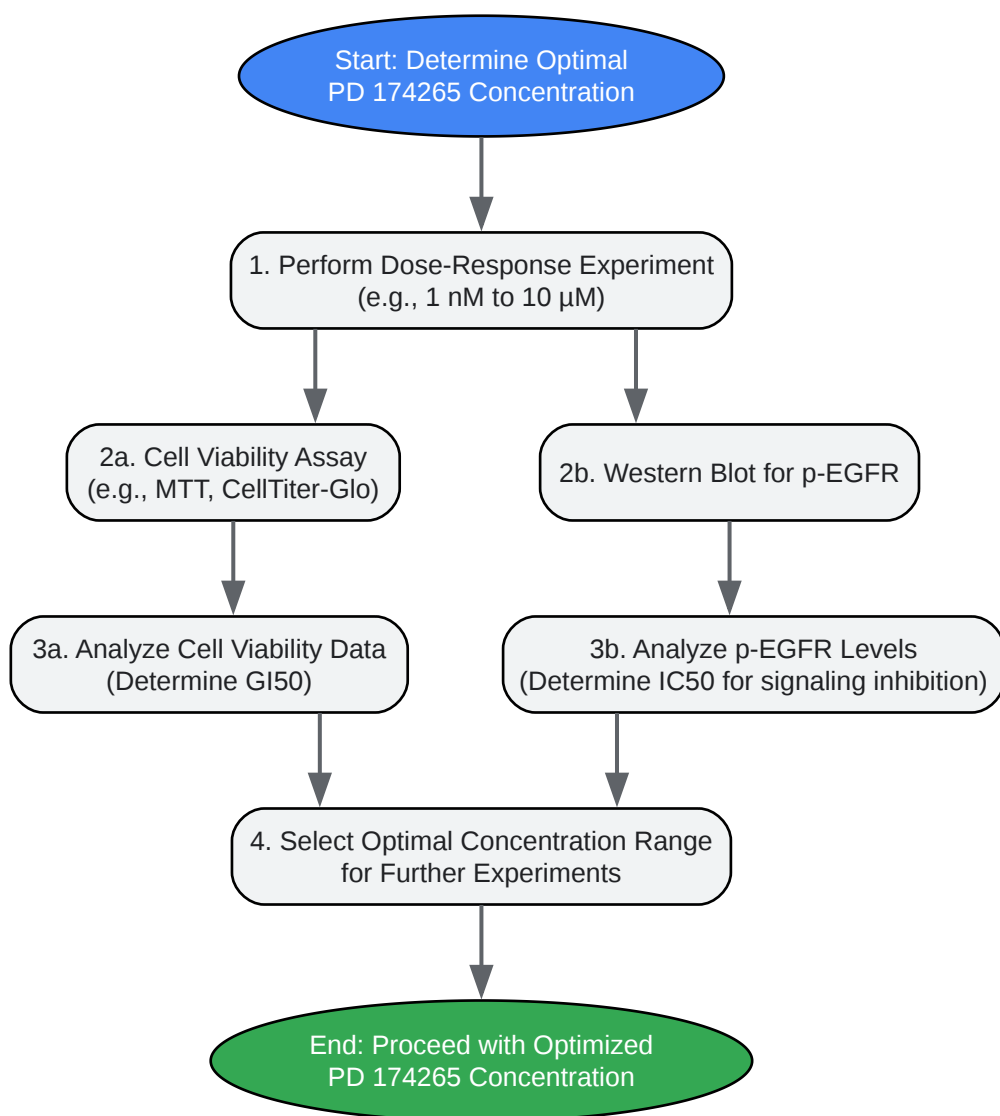 Start: Determine Optimal
PD 174265 Concentration
1. Perform Dose-Response Experiment
(e.g., 1 nM to 10 µM)
2a. Cell Viability Assay
(e.g., MTT, CellTiter-Glo)
2b. Western Blot for p-EGFR
3a. Analyze Cell Viability Data
(Determine GI50)
3b. Analyze p-EGFR Levels
(Determine IC50 for signaling inhibition)
4. Select Optimal Concentration Range
for Further Experiments
End: Proceed with Optimized
PD 174265 Concentration